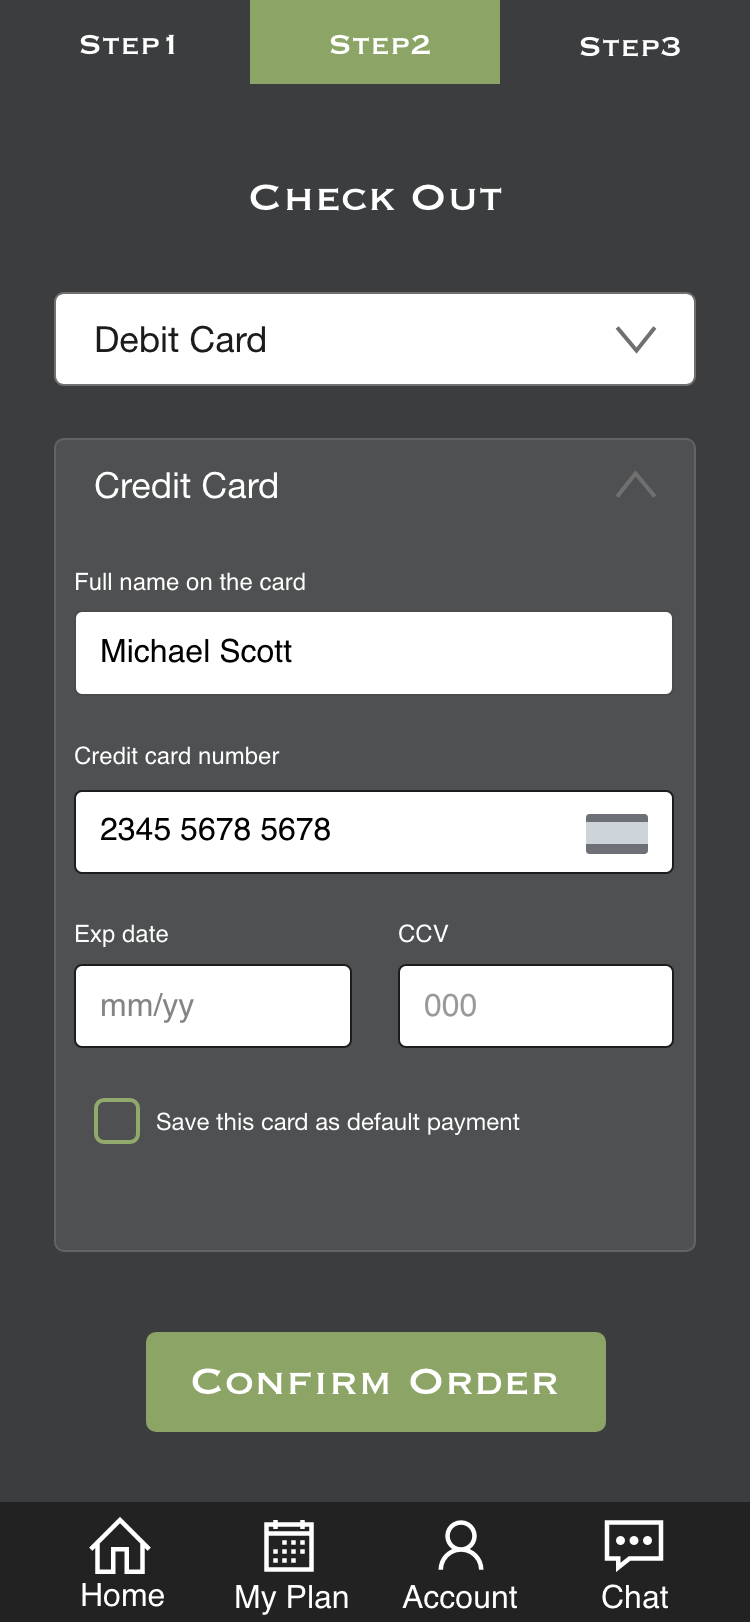 Step1 Step2 Step3
Check Out
Debit Card
Credit Card
Full name on the card
Michael Scott
Credit card number
2345 5678 5678
Exp date CCV
mm/yy 000
Save this card as default payment
Confirm Order
Home My Plan Account Chat